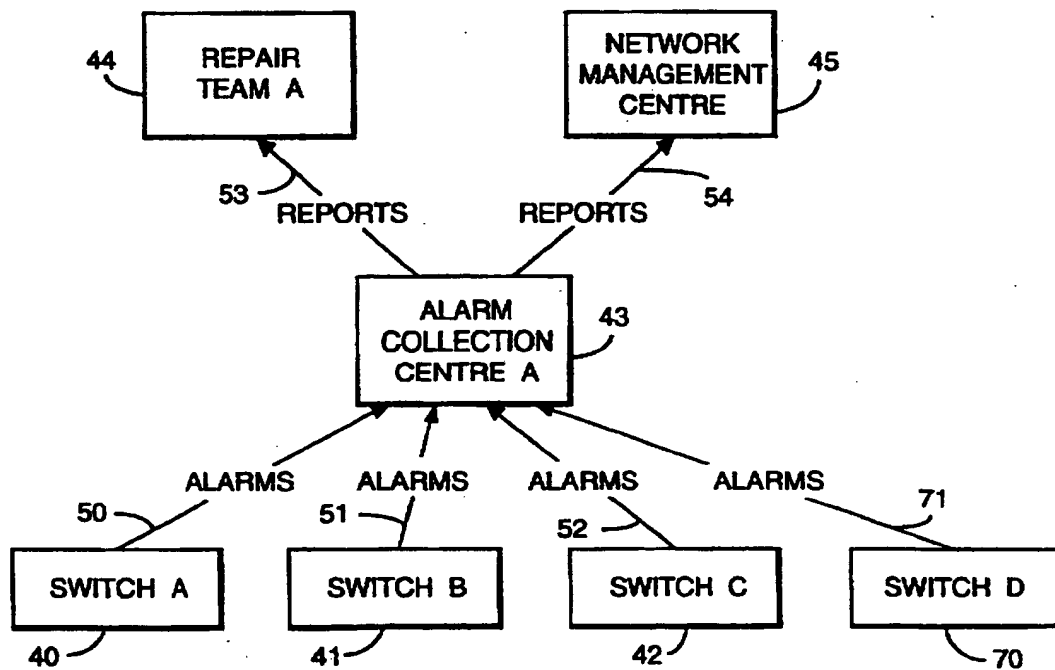 44
REPAIR
TEAM A
NETWORK
MANAGEMENT
CENTRE
45
53
REPORTS
REPORTS
54
ALARM
COLLECTION
CENTRE A
43
ALARMS
ALARMS
ALARMS
ALARMS
50
51
52
71
SWITCH A
SWITCH B
SWITCH C
SWITCH D
40
41
42
70